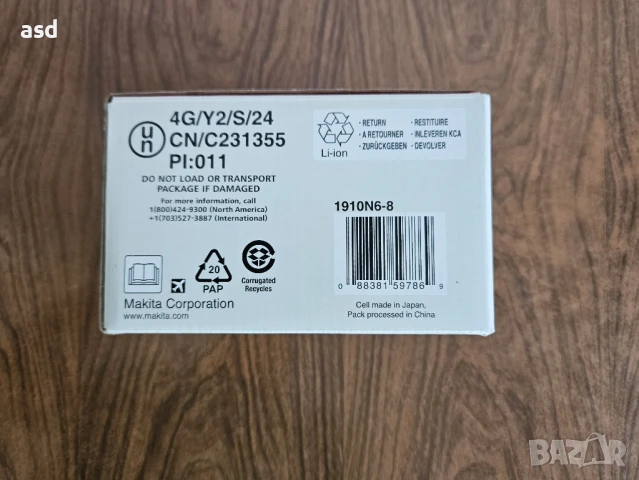 asd
4G/Y2/S/24
CN/C231355
PI:011
un
DO NOT LOAD OR TRANSPORT
PACKAGE IF DAMAGED
For more information, call
1(800)424-9300 (North America)
+1(703)527-3887 (International)
20
PAP
Corrugated
Recycles
Makita Corporation
www.makita.com
Li-ion
· RETURN · RESTITUIRE
· A RETOURNER · INLEVEREN KCA
· ZURÜCKGEBEN · DEVOLVER
1910N6-8
0 88381 59786 9
Cell made in Japan,
Pack processed in China
BAZAR